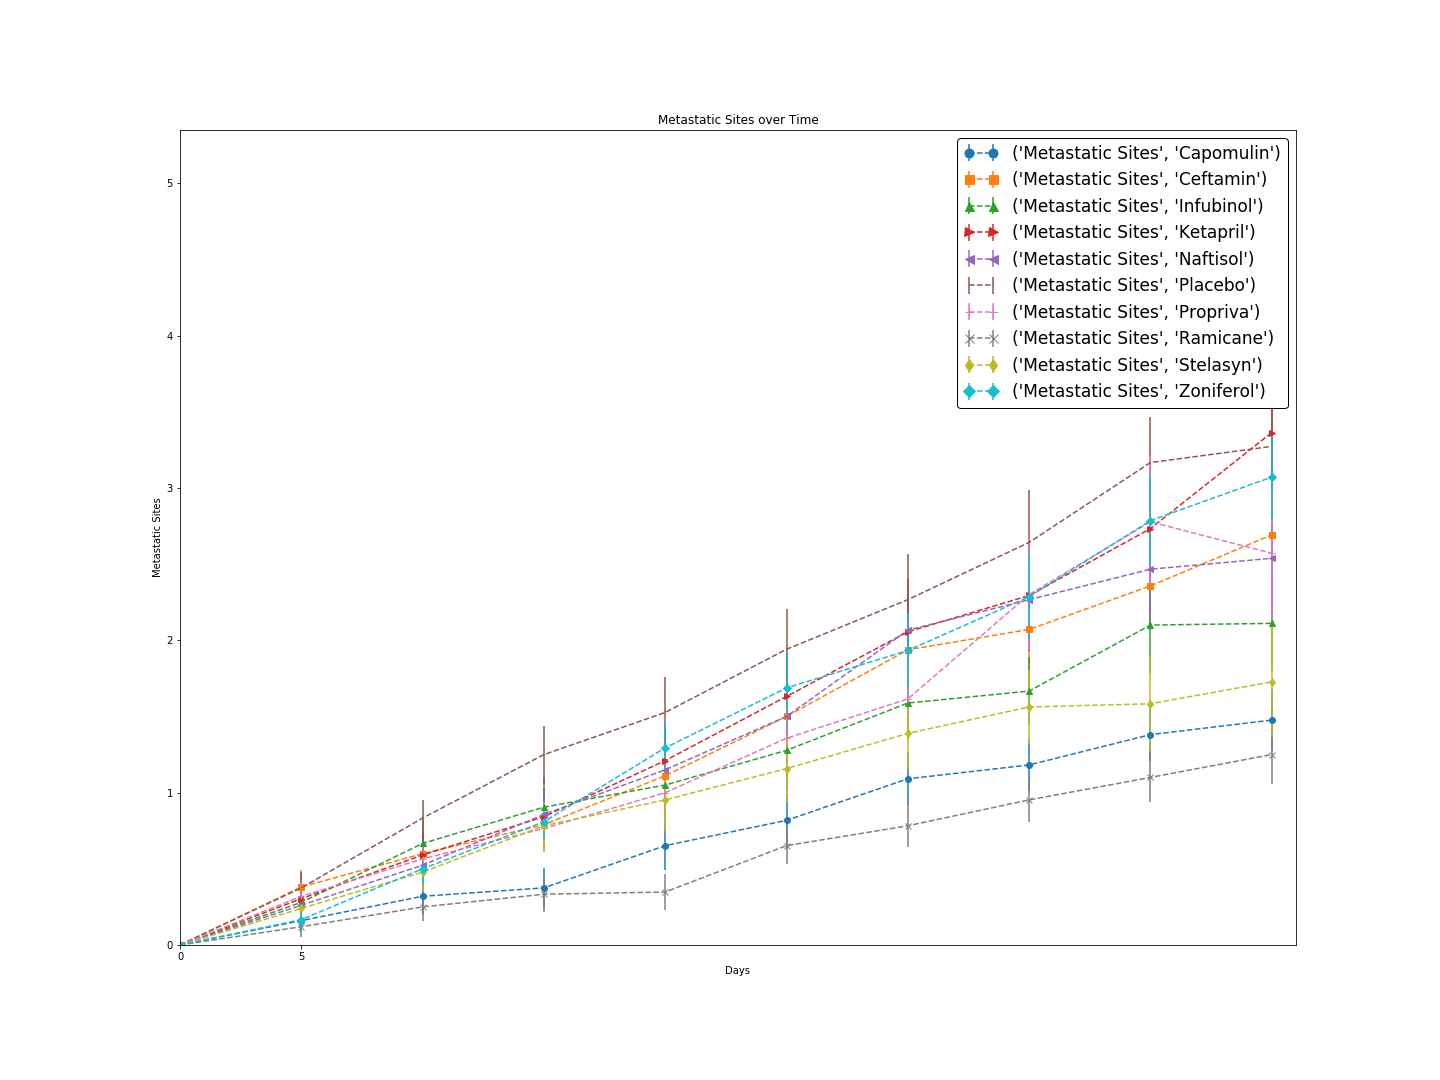 Metastatic Sites over Time
('Metastatic Sites', 'Capomulin')
('Metastatic Sites', 'Ceftamin')
('Metastatic Sites', 'Infubinol')
('Metastatic Sites', 'Ketapril')
('Metastatic Sites', 'Naftisol')
('Metastatic Sites', 'Placebo')
('Metastatic Sites', 'Propriva')
('Metastatic Sites', 'Ramicane')
('Metastatic Sites', 'Stelasyn')
('Metastatic Sites', 'Zoniferol')
5
4
3
2
1
0
Metastatic Sites
0 5
Days